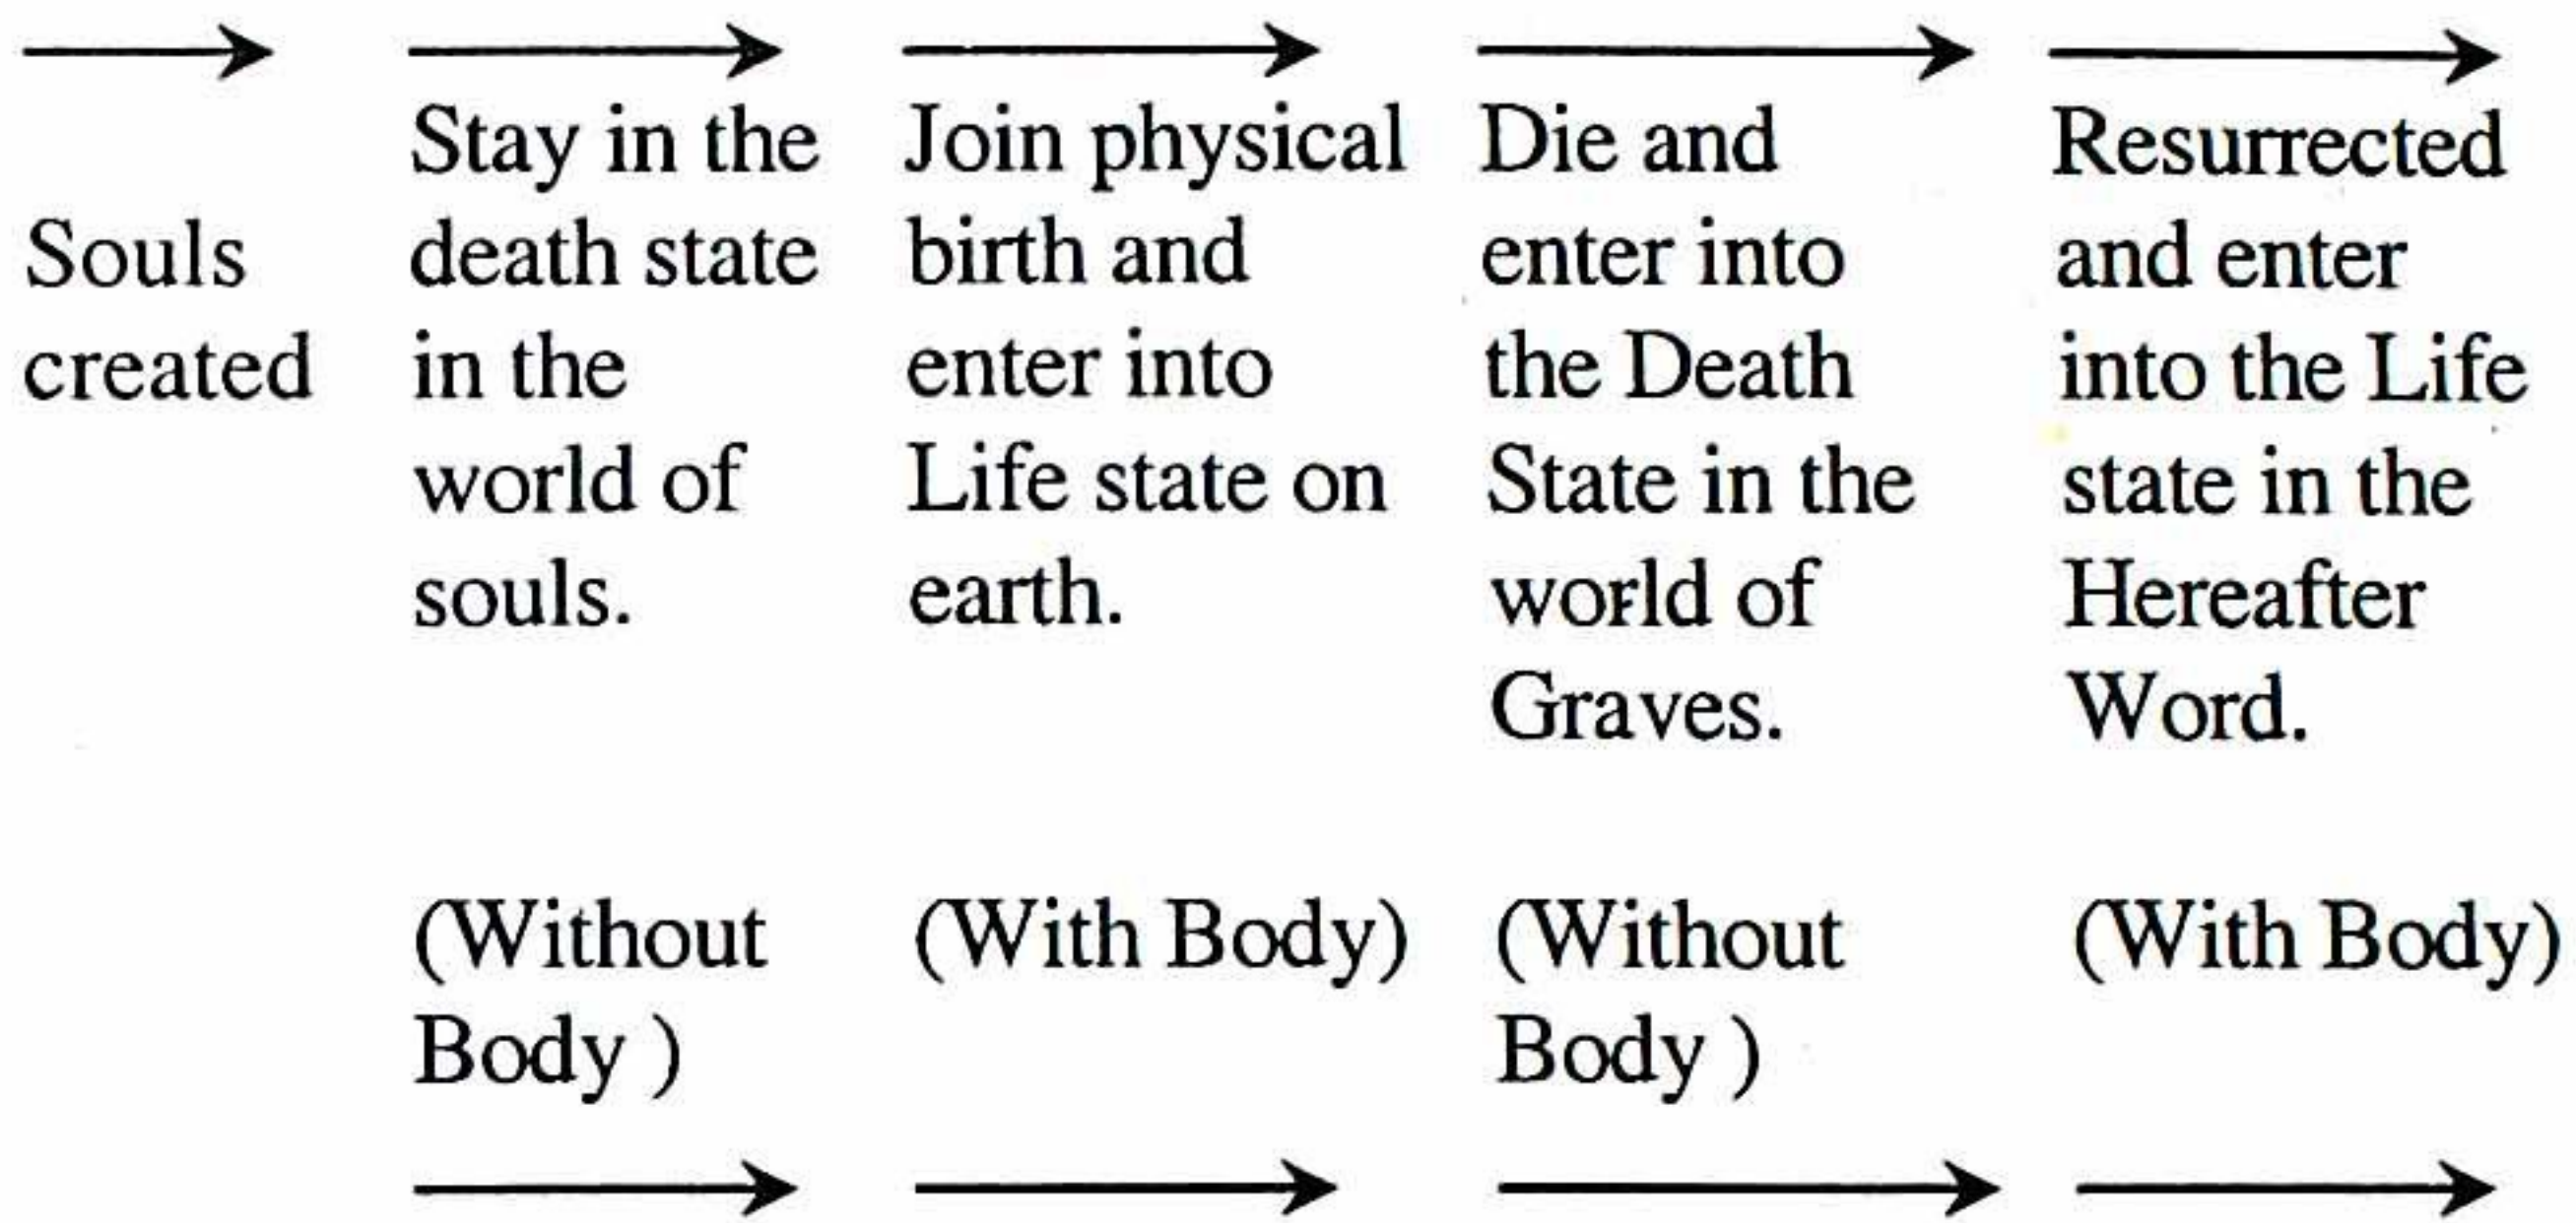 Souls
created
Stay in the
death state
in the
world of
souls.
(Without
Body )
Join physical
birth and
enter into
Life state on
earth.
(With Body)
Die and
enter into
the Death
State in the
world of
Graves.
(Without
Body )
Resurrected
and enter
into the Life
state in the
Hereafter
Word.
(With Body)